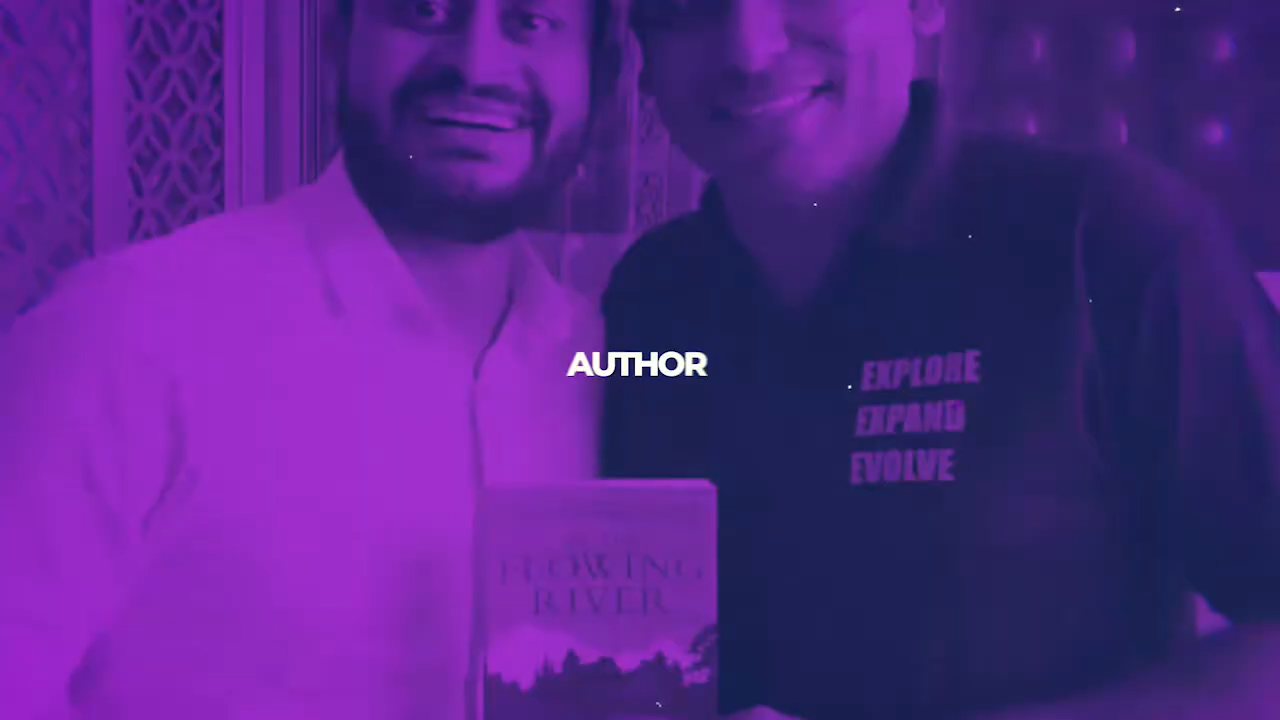 AUTHOR
EXPLORE
EXPAND
EVOLVE
FLOWING
RIVER